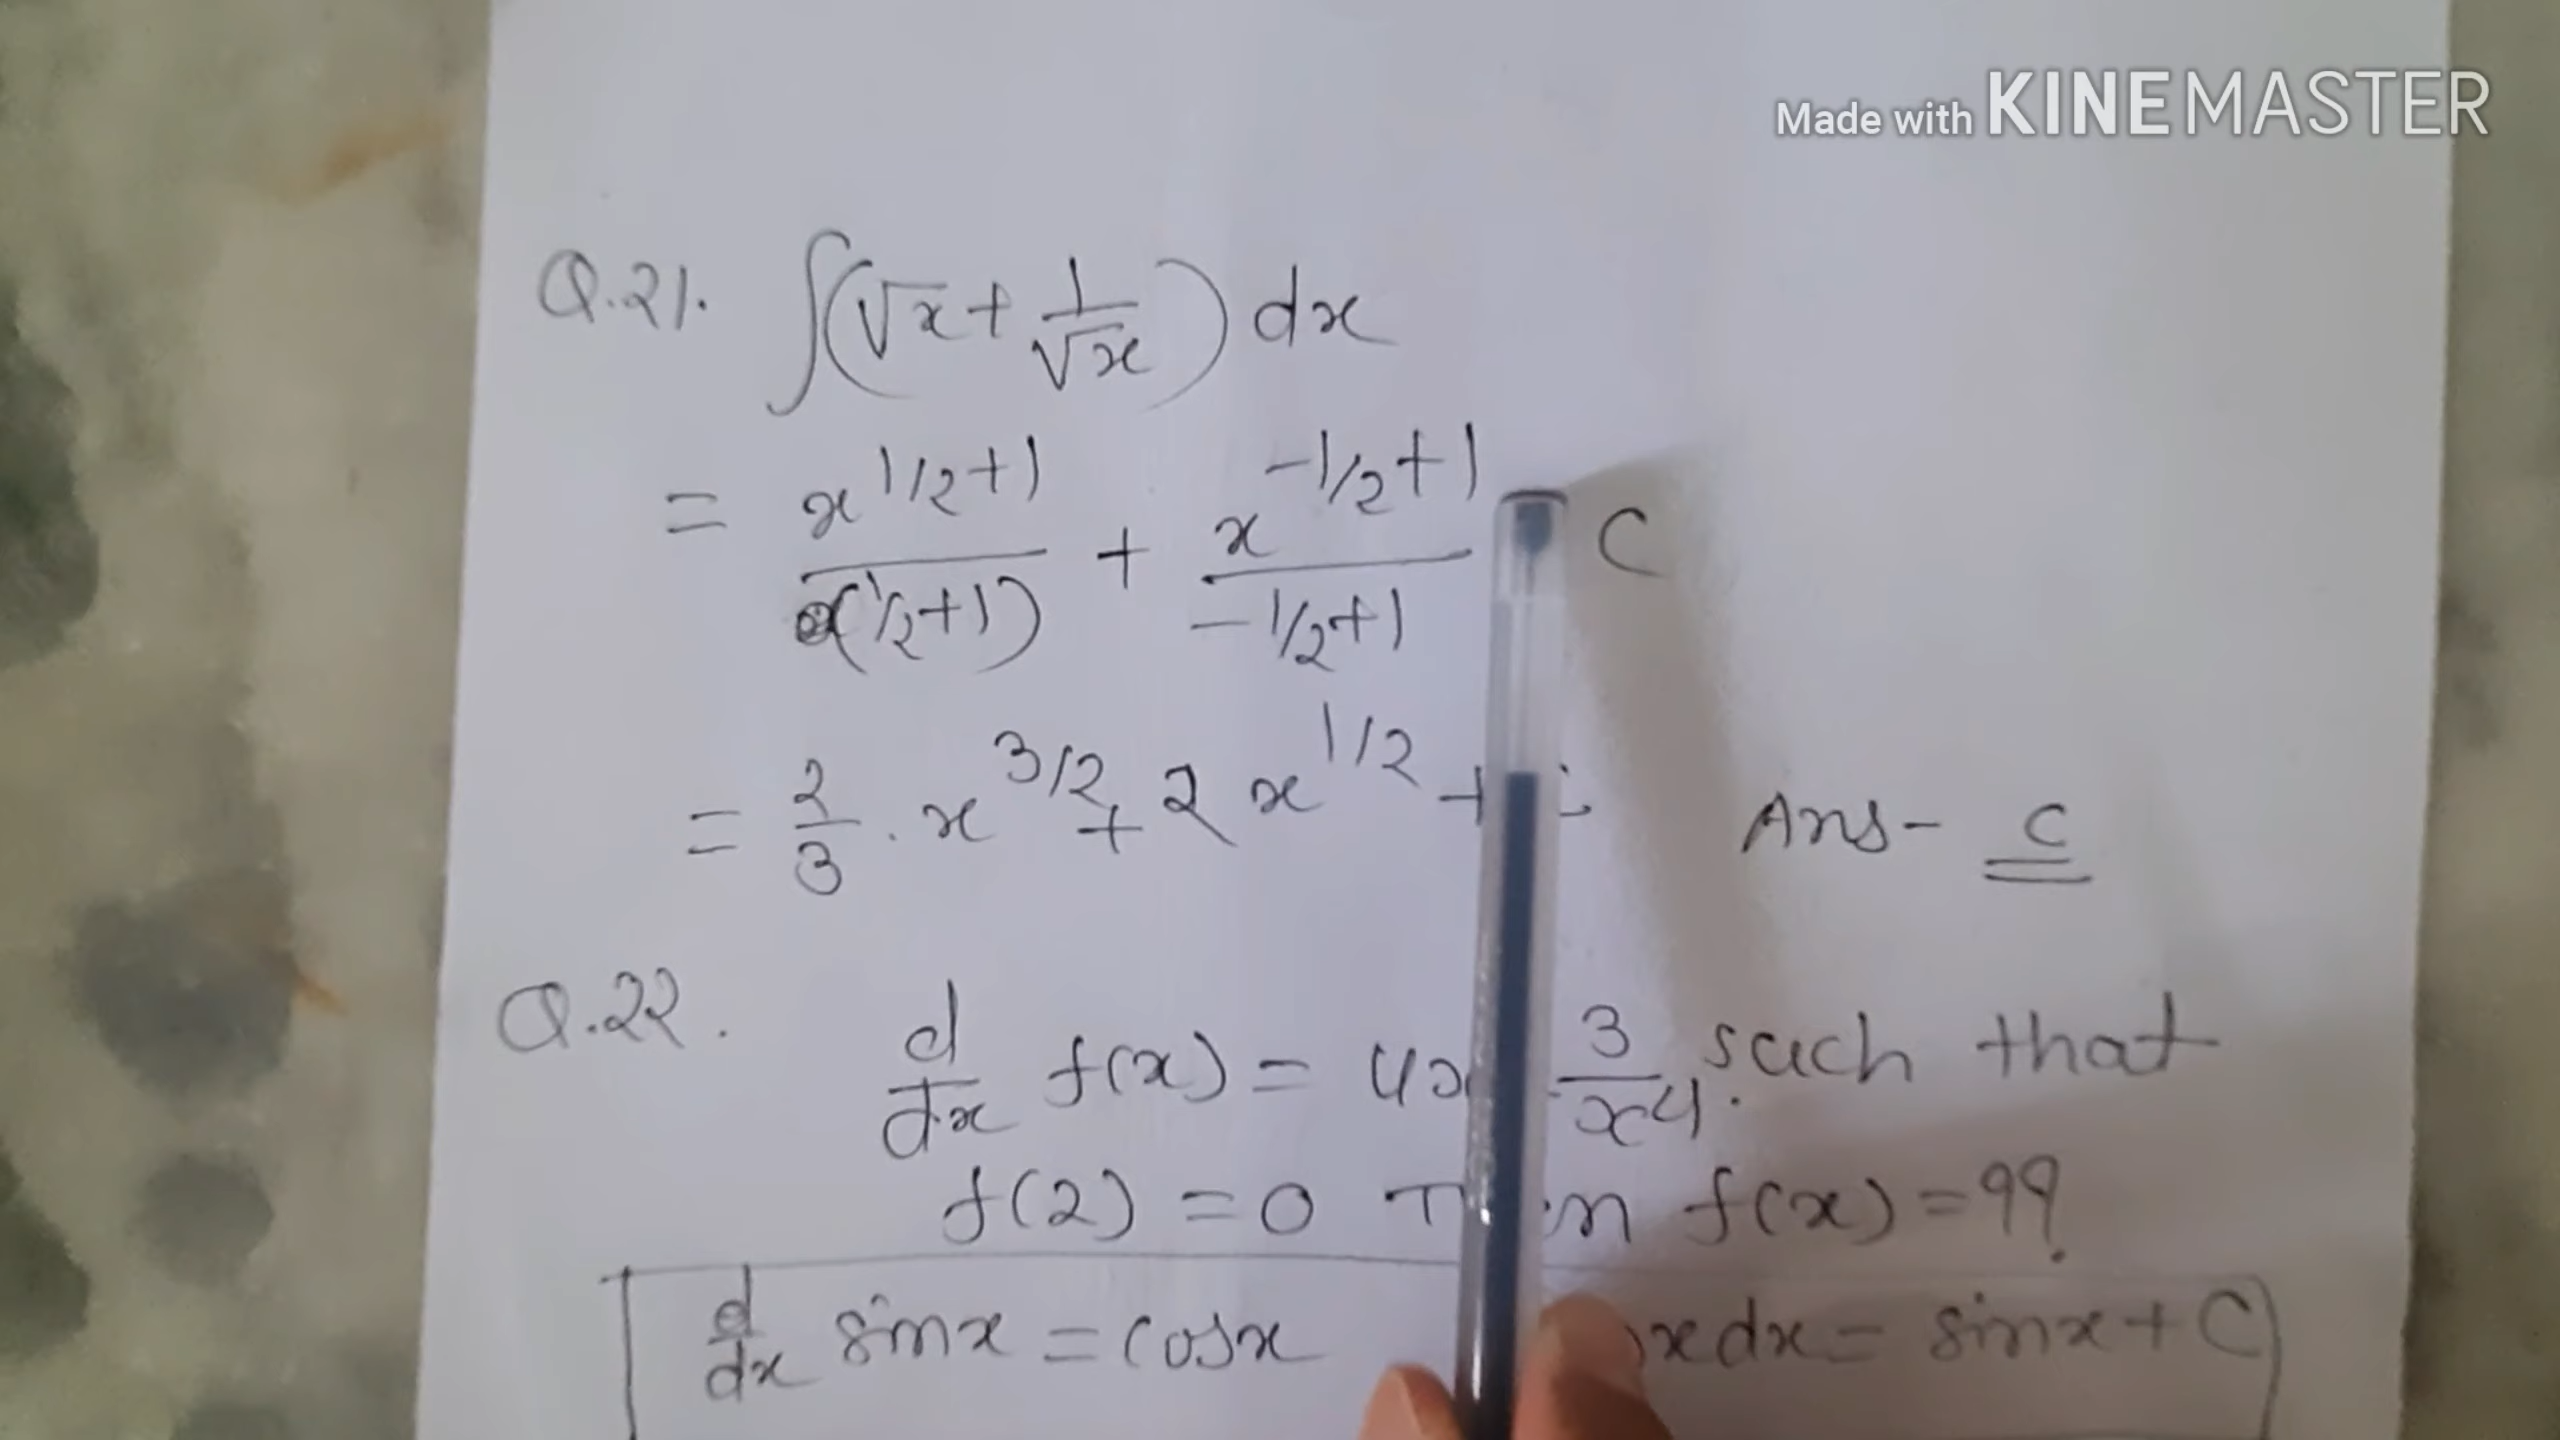 Made with KINEMASTER
Q.21. ∫(√x + 1/√x) dx
= x^(1/2+1)/(1/2+1) + x^(-1/2+1)/(-1/2+1) C
= 2/3 . x^(3/2) + 2 x^(1/2) +
Ans- C
Q.22. d/dx f(x) = 4x 3/x^4 . such that
f(2) = 0 f(x) = ??
d/dx sinx = cosx x dx = sinx + C